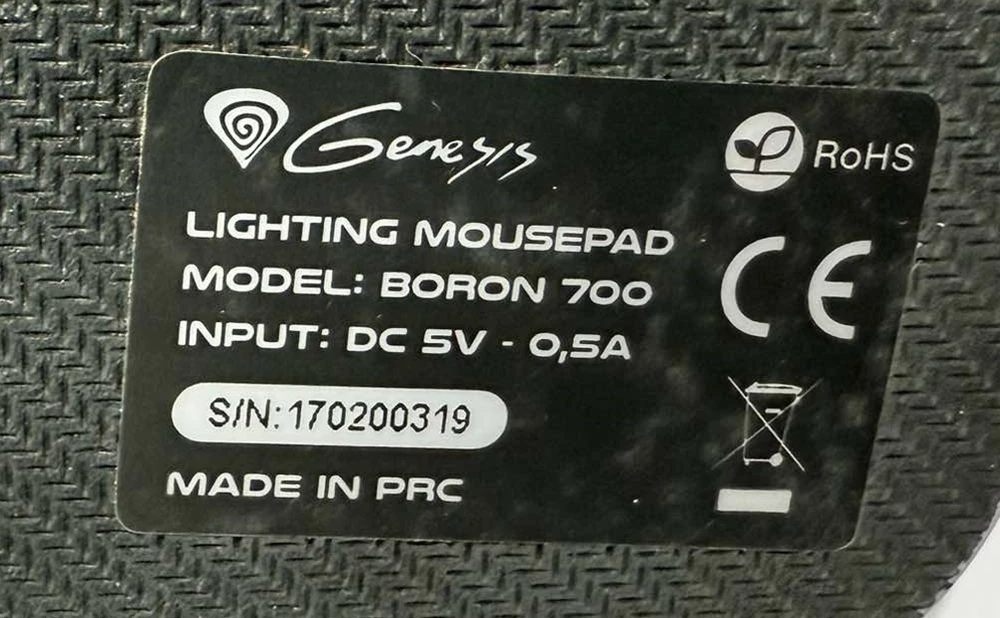 Genesis
RoHS
LIGHTING MOUSEPAD
MODEL: BORON 700
INPUT: DC 5V - 0,5A
CE
S/N:170200319
MADE IN PRC